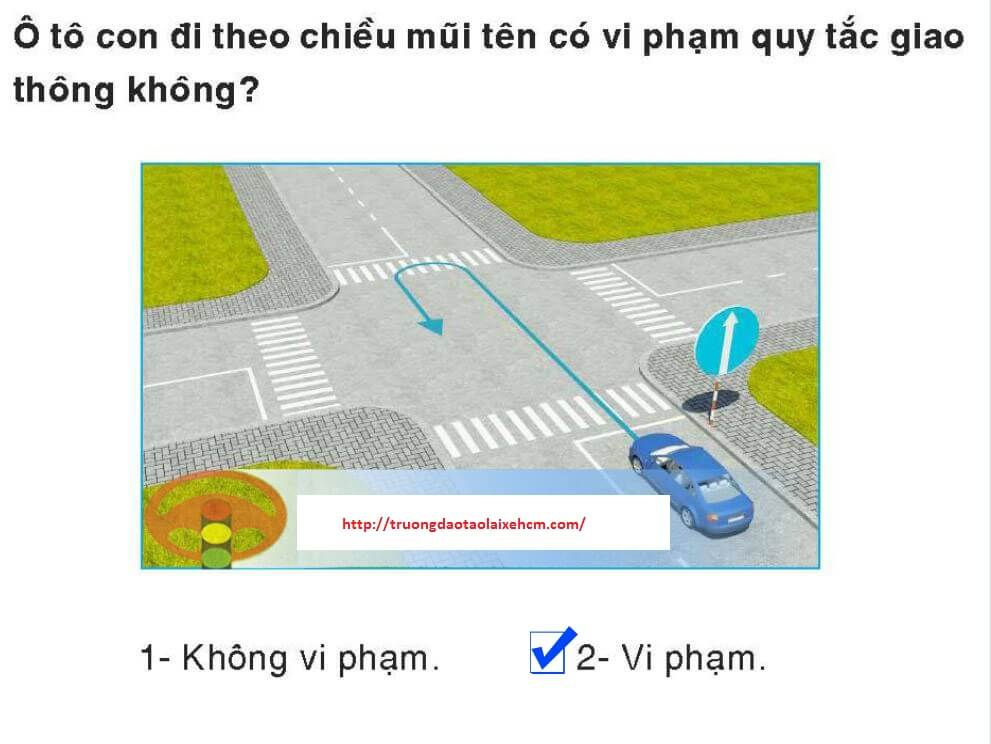 Ô tô con đi theo chiều mũi tên có vi phạm quy tắc giao
thông không?
http://truongdaotaolaixehcm.com/
1- Không vi phạm.
2- Vi phạm.